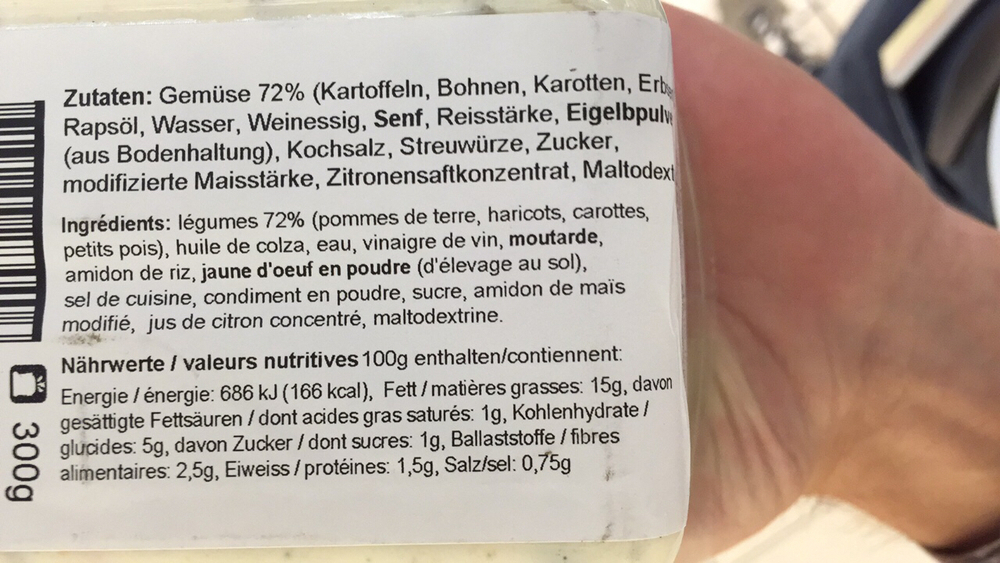 Zutaten: Gemüse 72% (Kartoffeln, Bohnen, Karotten,
Rapsöl, Wasser, Weinessig, Senf, Reisstärke,
(aus Bodenhaltung), Kochsalz, Streuwürze, Zucker,
modifizierte Maisstärke, Zitronensaftkonzentrat,
Ingrédients: légumes 72% (pommes de terre, haricots, carottes,
petits pois), huile de colza, eau, vinaigre de vin, moutarde,
amidon de riz, jaune d'oeuf en poudre (d'élevage au sol),
sel de cuisine, condiment en poudre, sucre, amidon de maïs
modifié, jus de citron concentré, maltodextrine.
Nährwerte / valeurs nutritives 100g enthalten/contiennent:
Energie / énergie: 686 kJ (166 kcal), Fett / matières grasses: 15g, davon
gesättigte Fettsäuren / dont acides gras saturés: 1g, Kohlenhydrate /
glucides: 5g, davon Zucker / dont sucres: 1g, Ballaststoffe / fibres
alimentaires: 2,5g, Eiweiss / protéines: 1,5g, Salz/sel: 0,75g
300g